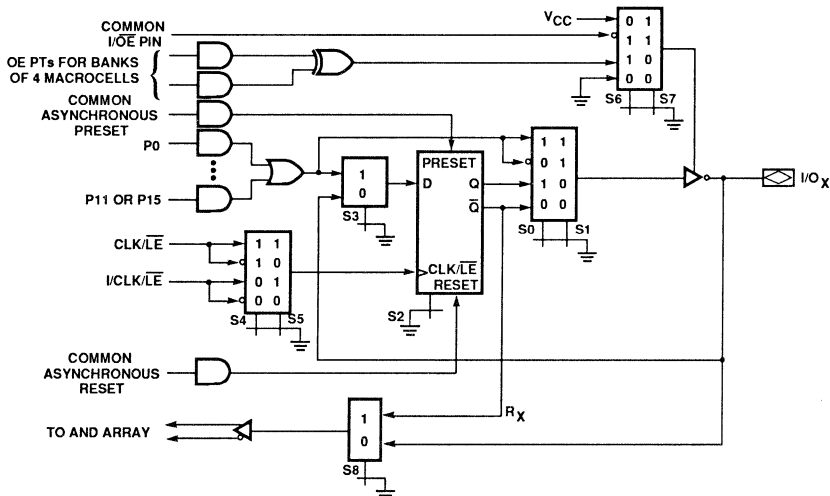 COMMON
I/OE PIN
OE PTs FOR BANKS
OF 4 MACROCELLS
COMMON
ASYNCHRONOUS
PRESET
P0
P11 OR P15
VCC
0 1
1 1
1 0
0 0
S6 S7
1
0
S3
PRESET
D Q
Q
CLK/LE
RESET
S2
1 1
0 1
1 0
0 0
S0 S1
I/OX
CLK/LE
I/CLK/LE
1 1
1 0
0 1
0 0
S4 S5
COMMON
ASYNCHRONOUS
RESET
TO AND ARRAY
1
0
S8
RX